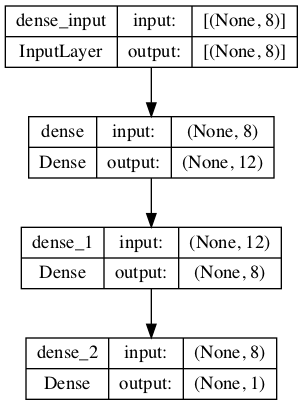 dense_input input: [(None, 8)]
InputLayer output: [(None, 8)]
dense input: (None, 8)
Dense output: (None, 12)
dense_1 input: (None, 12)
Dense output: (None, 8)
dense_2 input: (None, 8)
Dense output: (None, 1)